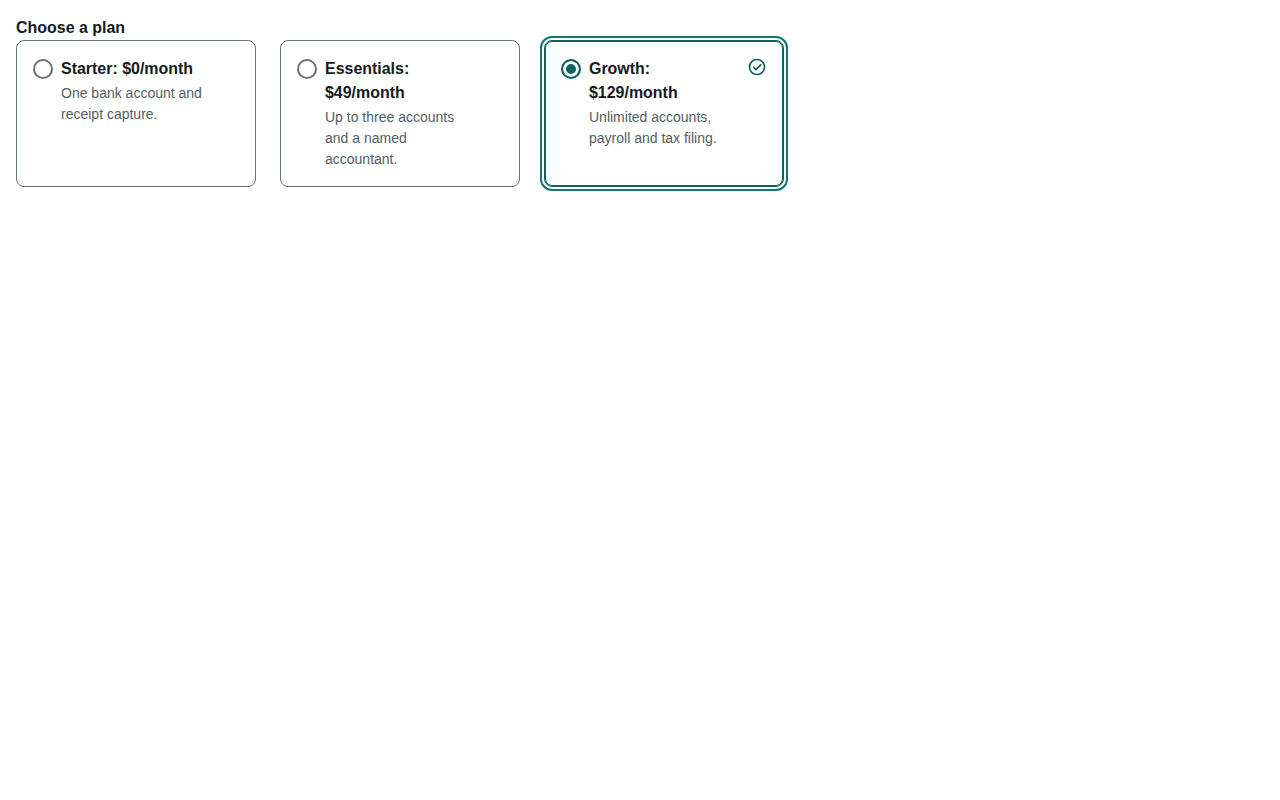 Choose a plan
Starter: $0/month
One bank account and
receipt capture.
Essentials:
$49/month
Up to three accounts
and a named
accountant.
Growth:
$129/month
Unlimited accounts,
payroll and tax filing.